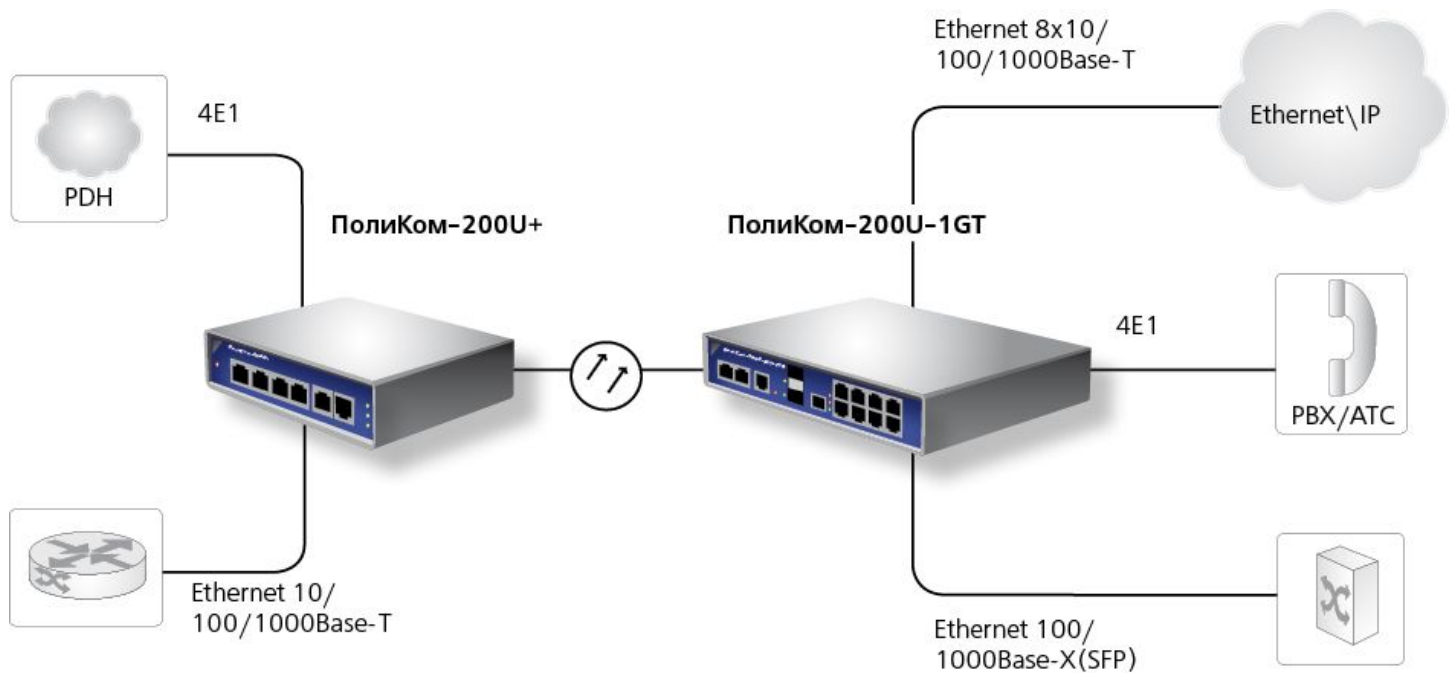 Ethernet 8x10/
100/1000Base-T
4E1
Ethernet\IP
PDH
ПолиКом-200U+
ПолиКом-200U-1GT
4E1
PBX/ATC
Ethernet 10/
100/1000Base-T
Ethernet 100/
1000Base-X(SFP)